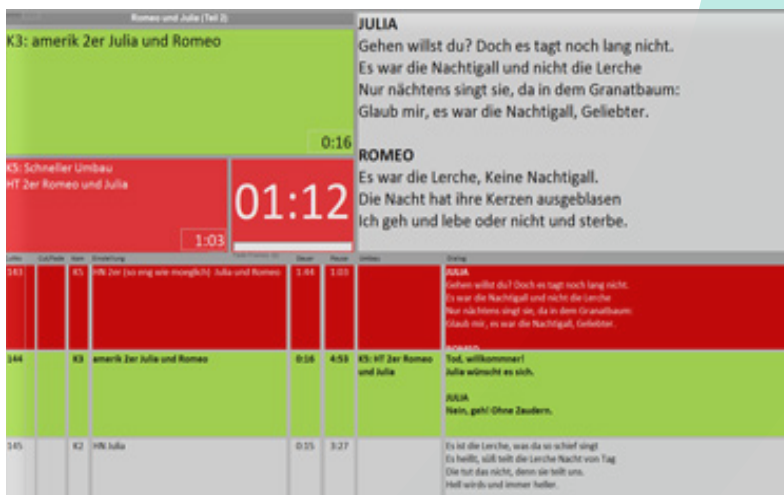 Romeo und Julia (Teil 2)
K3: amerik 2er Julia und Romeo
0:16
K5: Schneller Umbau
HT 2er Romeo und Julia
1:03
01:12
JULIA
Gehen willst du? Doch es tagt noch lang nicht.
Es war die Nachtigall und nicht die Lerche
Nur nächtens singt sie, da in dem Granatbaum:
Glaub mir, es war die Nachtigall, Geliebter.
ROMEO
Es war die Lerche, Keine Nachtigall.
Die Nacht hat ihre Kerzen ausgeblasen
Ich geh und lebe oder nicht und sterbe.
Cut/Fade Kam Einstellung Dauer Pause Umbau Dialog
143 K5 HN 2er (so eng wie moeglich) Julia und Romeo 1:44 1:03 JULIA
Gehen willst du? Doch es tagt noch lang nicht.
Es war die Nachtigall und nicht die Lerche
Nur nächtens singt sie, da in dem Granatbaum:
Glaub mir, es war die Nachtigall, Geliebter.
ROMEO
144 K3 amerik 2er Julia und Romeo 0:16 4:53 K5: HT 2er Romeo Tod, willkommner!
und Julia Julia wünscht es sich.
JULIA
Nein, geh! Ohne Zaudern.
145 K2 HN Julia 0:15 3:27 Es ist die Lerche, was da so schief singt
Es heißt, süß teilt die Lerche Nacht von Tag
Die tut das nicht, denn sie teilt uns.
Hell wirds und immer heller.